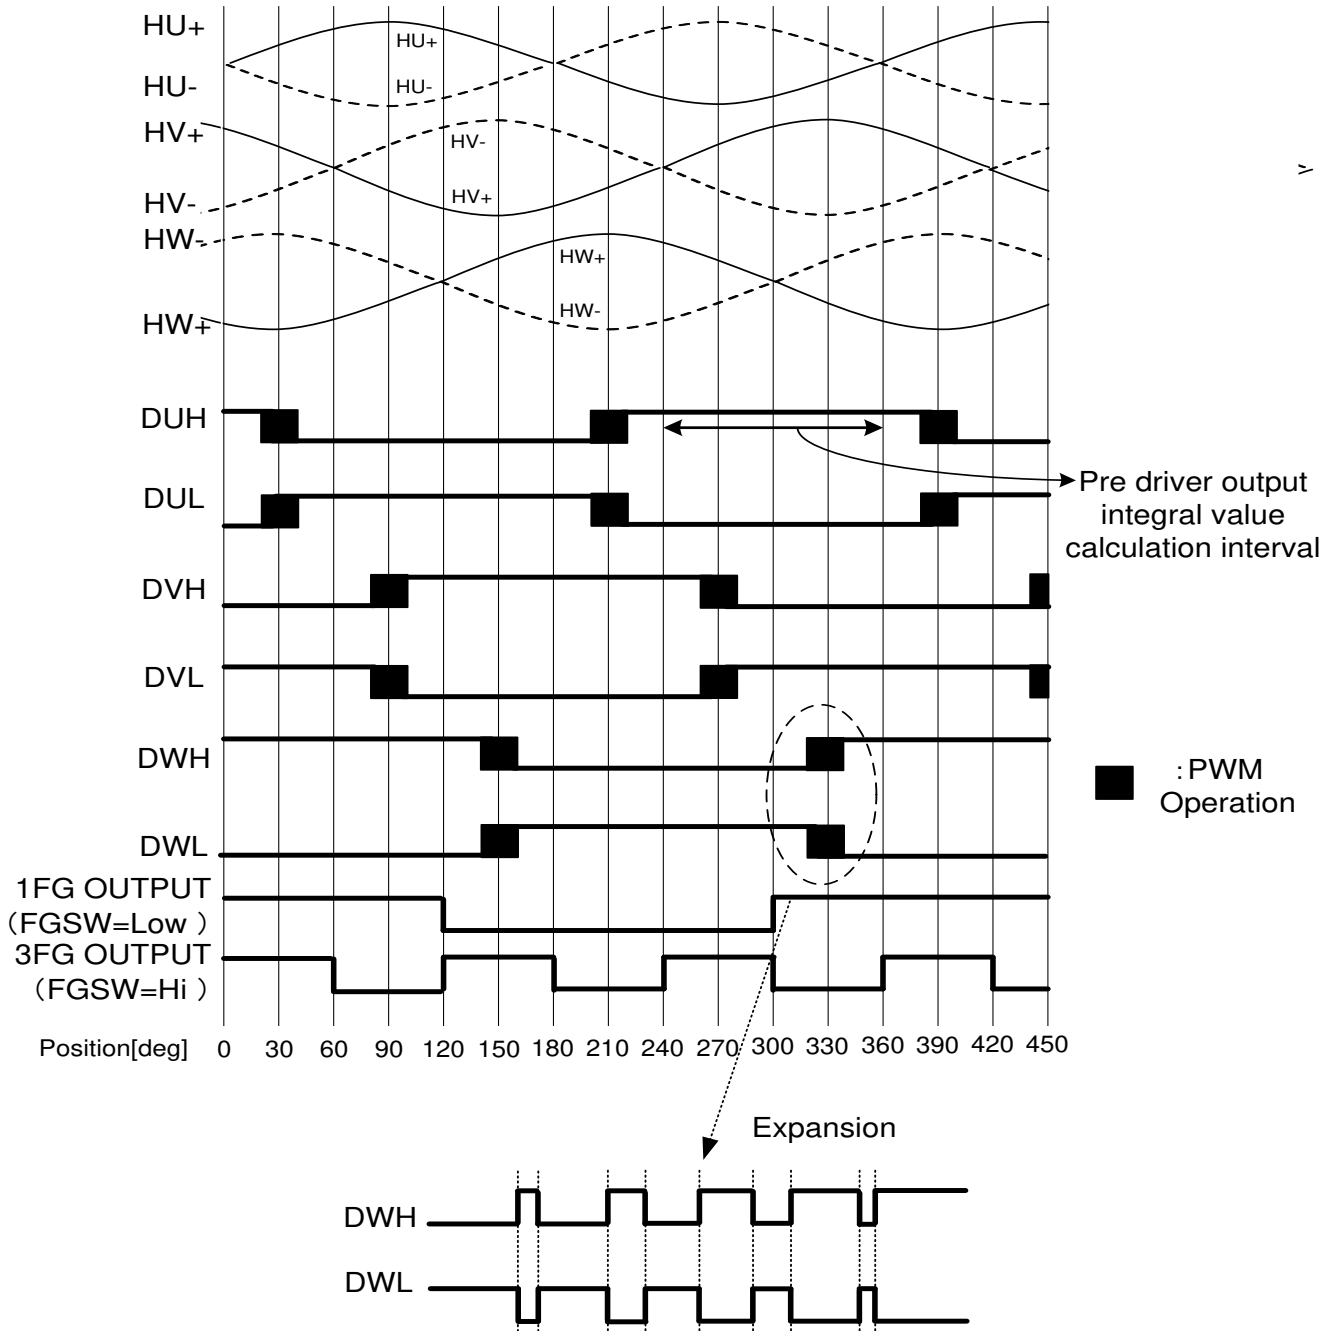 HU+
HU+
HU-
HU-
HV+
HV-
HV+
HV-
HW-
HW+
HW-
HW+
DUH
DUL
Pre driver output
integral value
calculation interval
DVH
DVL
DWH
:PWM
Operation
DWL
1FG OUTPUT
(FGSW=Low )
3FG OUTPUT
(FGSW=Hi )
Position[deg] 0 30 60 90 120 150 180 210 240 270 300 330 360 390 420 450
Expansion
DWH
DWL